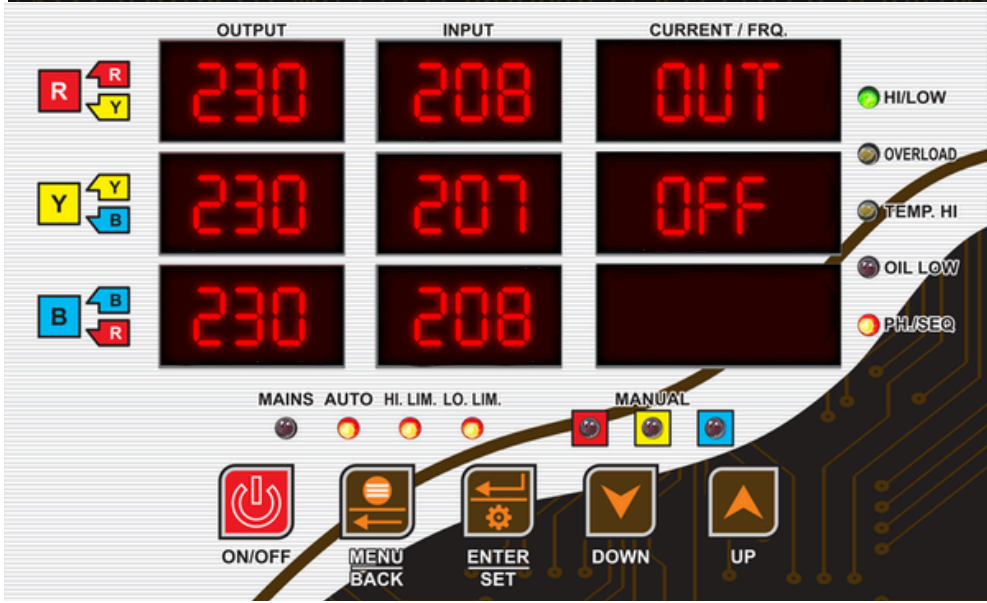 OUTPUT INPUT CURRENT / FRQ.
R R Y 230 208 OUT HI/LOW
OVERLOAD
Y Y B 230 207 OFF TEMP. HI
OIL LOW
B B R 230 208 PH./SEQ
MAINS AUTO HI. LIM. LO. LIM. MANUAL
ON/OFF MENU ENTER DOWN UP
BACK SET